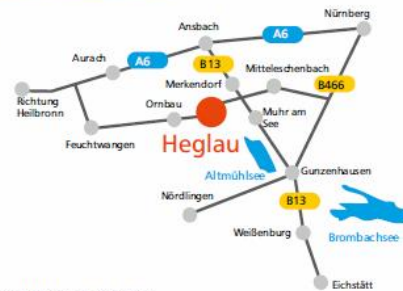 Nürnberg
Ansbach
A6
Aurach
A6
B13
Mitteleschenbach
Merkendorf
B466
Richtung
Heilbronn
Ornbau
Muhr am
See
Feuchtwangen
Heglau
Altmühlsee
Gunzenhausen
Nördlingen
B13
Weißenburg
Brombachsee
Eichstätt